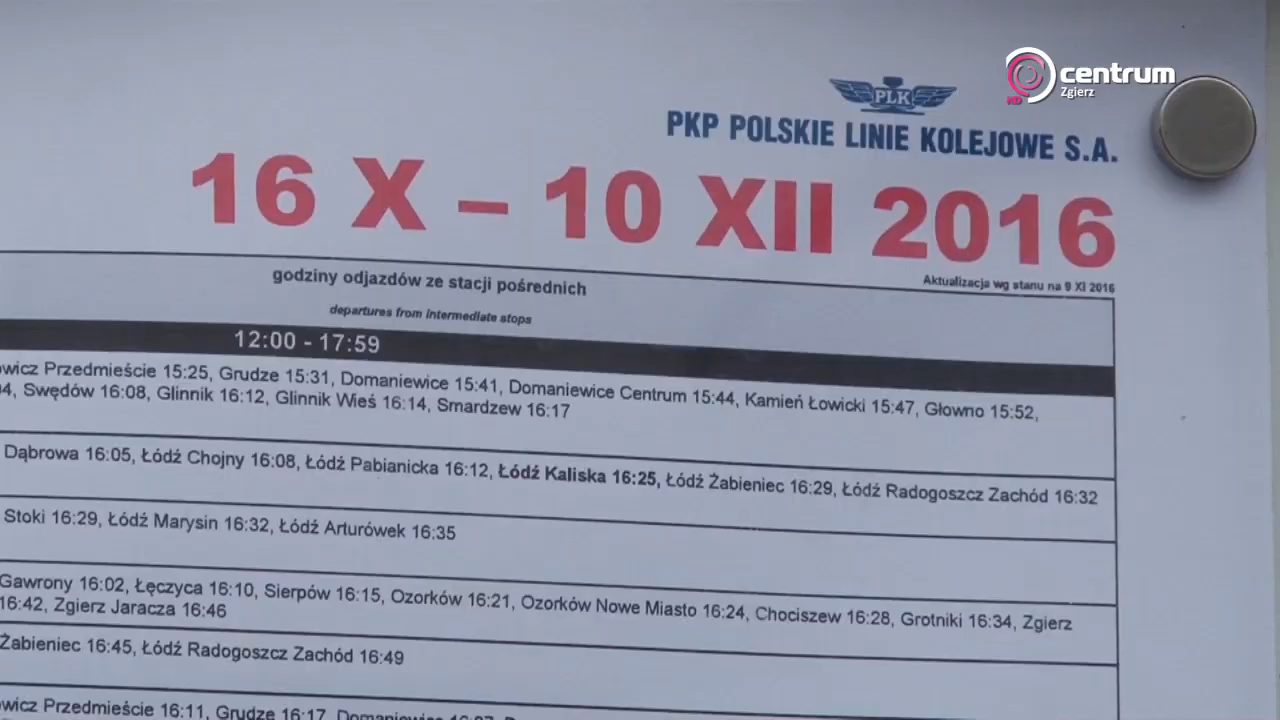 centrum
HD
Zgierz
PLK
PKP POLSKIE LINIE KOLEJOWE S.A.
16 X – 10 XII 2016
Aktualizacja wg stanu na 9 XI 2016
godziny odjazdów ze stacji pośrednich
departures from intermediate stops
12:00 - 17:59
Przedmieście 15:25, Grudze 15:31, Domaniewice 15:41, Domaniewice Centrum 15:44, Kamień Łowicki 15:47, Głowno 15:52,
Swędów 16:08, Glinnik 16:12, Glinnik Wieś 16:14, Smardzew 16:17
Dąbrowa 16:05, Łódź Chojny 16:08, Łódź Pabianicka 16:12, Łódź Kaliska 16:25, Łódź Żabieniec 16:29, Łódź Radogoszcz Zachód 16:32
Stoki 16:29, Łódź Marysin 16:32, Łódź Arturówek 16:35
Gawrony 16:02, Łęczyca 16:10, Sierpów 16:15, Ozorków 16:21, Ozorków Nowe Miasto 16:24, Chociszew 16:28, Grotniki 16:34, Zgierz
16:42, Zgierz Jaracza 16:46
Żabieniec 16:45, Łódź Radogoszcz Zachód 16:49
Przedmieście 16:11, Grudze 16:17, Domaniewice